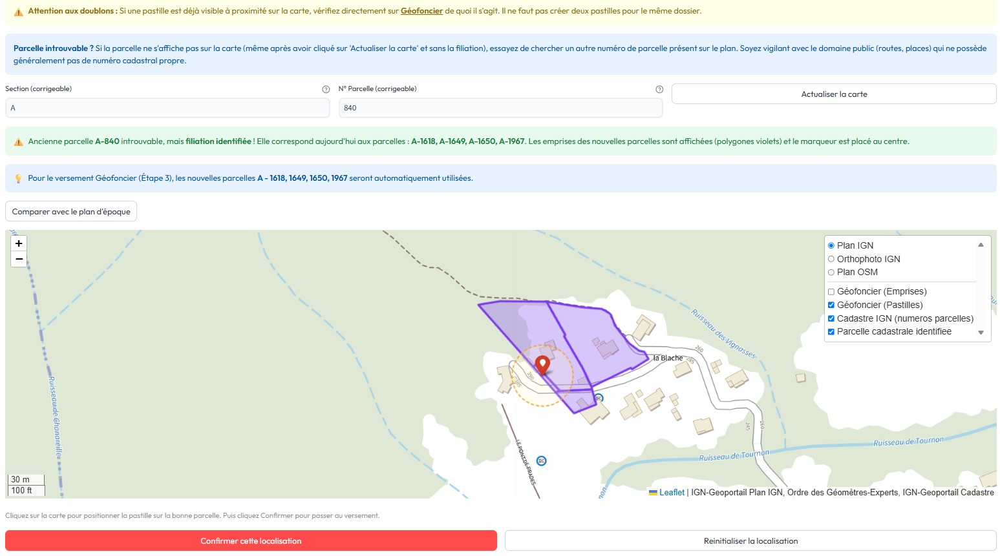 Attention aux doublons : Si une pastille est déjà visible à proximité sur la carte, vérifiez directement sur Géofoncier de quoi il s'agit. Il ne faut pas créer deux pastilles pour le même dossier.
Parcelle introuvable ? Si la parcelle ne s'affiche pas sur la carte (même après avoir cliqué sur 'Actualiser la carte' et sans la filiation), essayez de chercher un autre numéro de parcelle présent sur le plan. Soyez vigilant avec le domaine public (routes, places) qui ne possède
généralement pas de numéro cadastral propre.
Section (corrigeable)
N° Parcelle (corrigeable)
A
840
Actualiser la carte
Ancienne parcelle A-840 introuvable, mais filiation identifiée ! Elle correspond aujourd'hui aux parcelles : A-1618, A-1649, A-1650, A-1967. Les emprises des nouvelles parcelles sont affichées (polygones violets) et le marqueur est placé au centre.
Pour le versement Géofoncier (Étape 3), les nouvelles parcelles A - 1618, 1649, 1650, 1967 seront automatiquement utilisées.
Comparer avec le plan d'époque
+
−
Plan IGN
Orthophoto IGN
Plan OSM
Géofoncier (Emprises)
Géofoncier (Pastilles)
Cadastre IGN (numeros parcelles)
Parcelle cadastrale identifiee
Ruisseau des Vignasses
la Blache
260
285
390
385
Ruisseau de Chanareille
LE PONT-DE-PRADES
245
260
Ruisseau de Tournon
Ruisseau de Tournon
30 m
100 ft
Leaflet | IGN-Geoportail Plan IGN, Ordre des Géomètres-Experts, IGN-Geoportail Cadastre
Cliquez sur la carte pour positionner la pastille sur la bonne parcelle. Puis cliquez Confirmer pour passer au versement.
Confirmer cette localisation
Reinitialiser la localisation